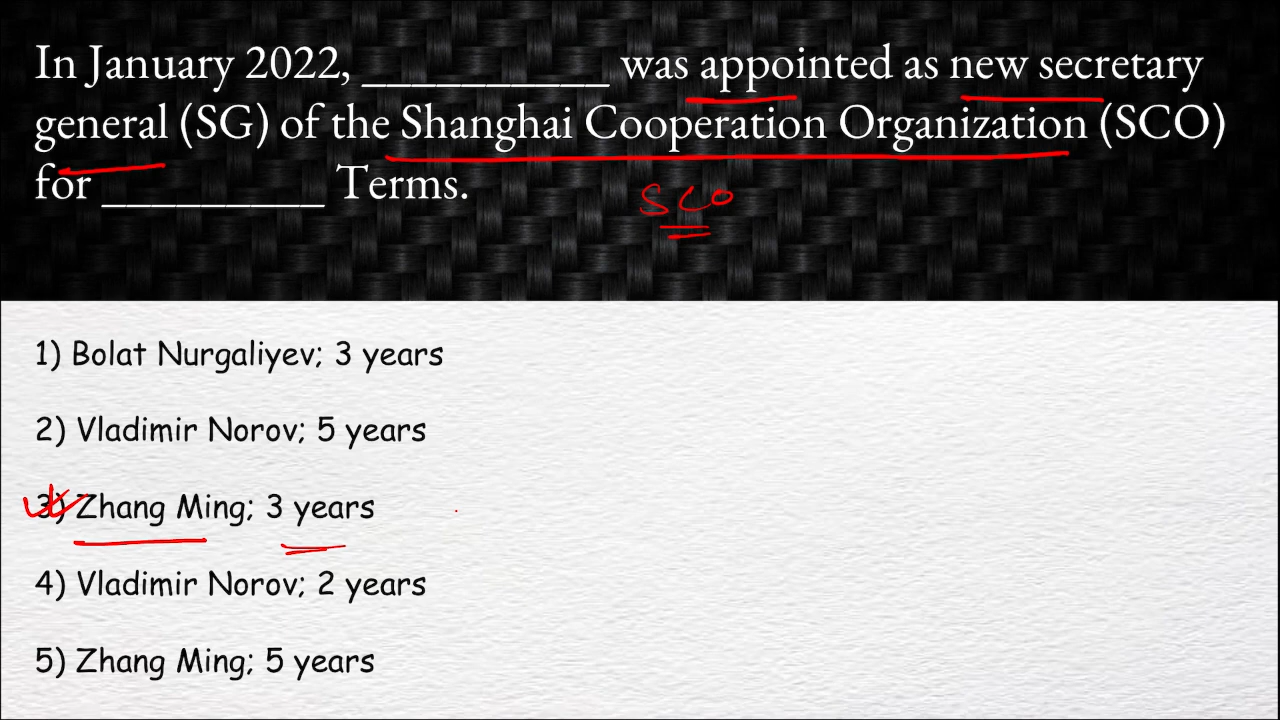 In January 2022, __________ was appointed as new secretary
general (SG) of the Shanghai Cooperation Organization (SCO)
for _________ Terms.
SCO
1) Bolat Nurgaliyev; 3 years
2) Vladimir Norov; 5 years
3) Zhang Ming; 3 years
4) Vladimir Norov; 2 years
5) Zhang Ming; 5 years